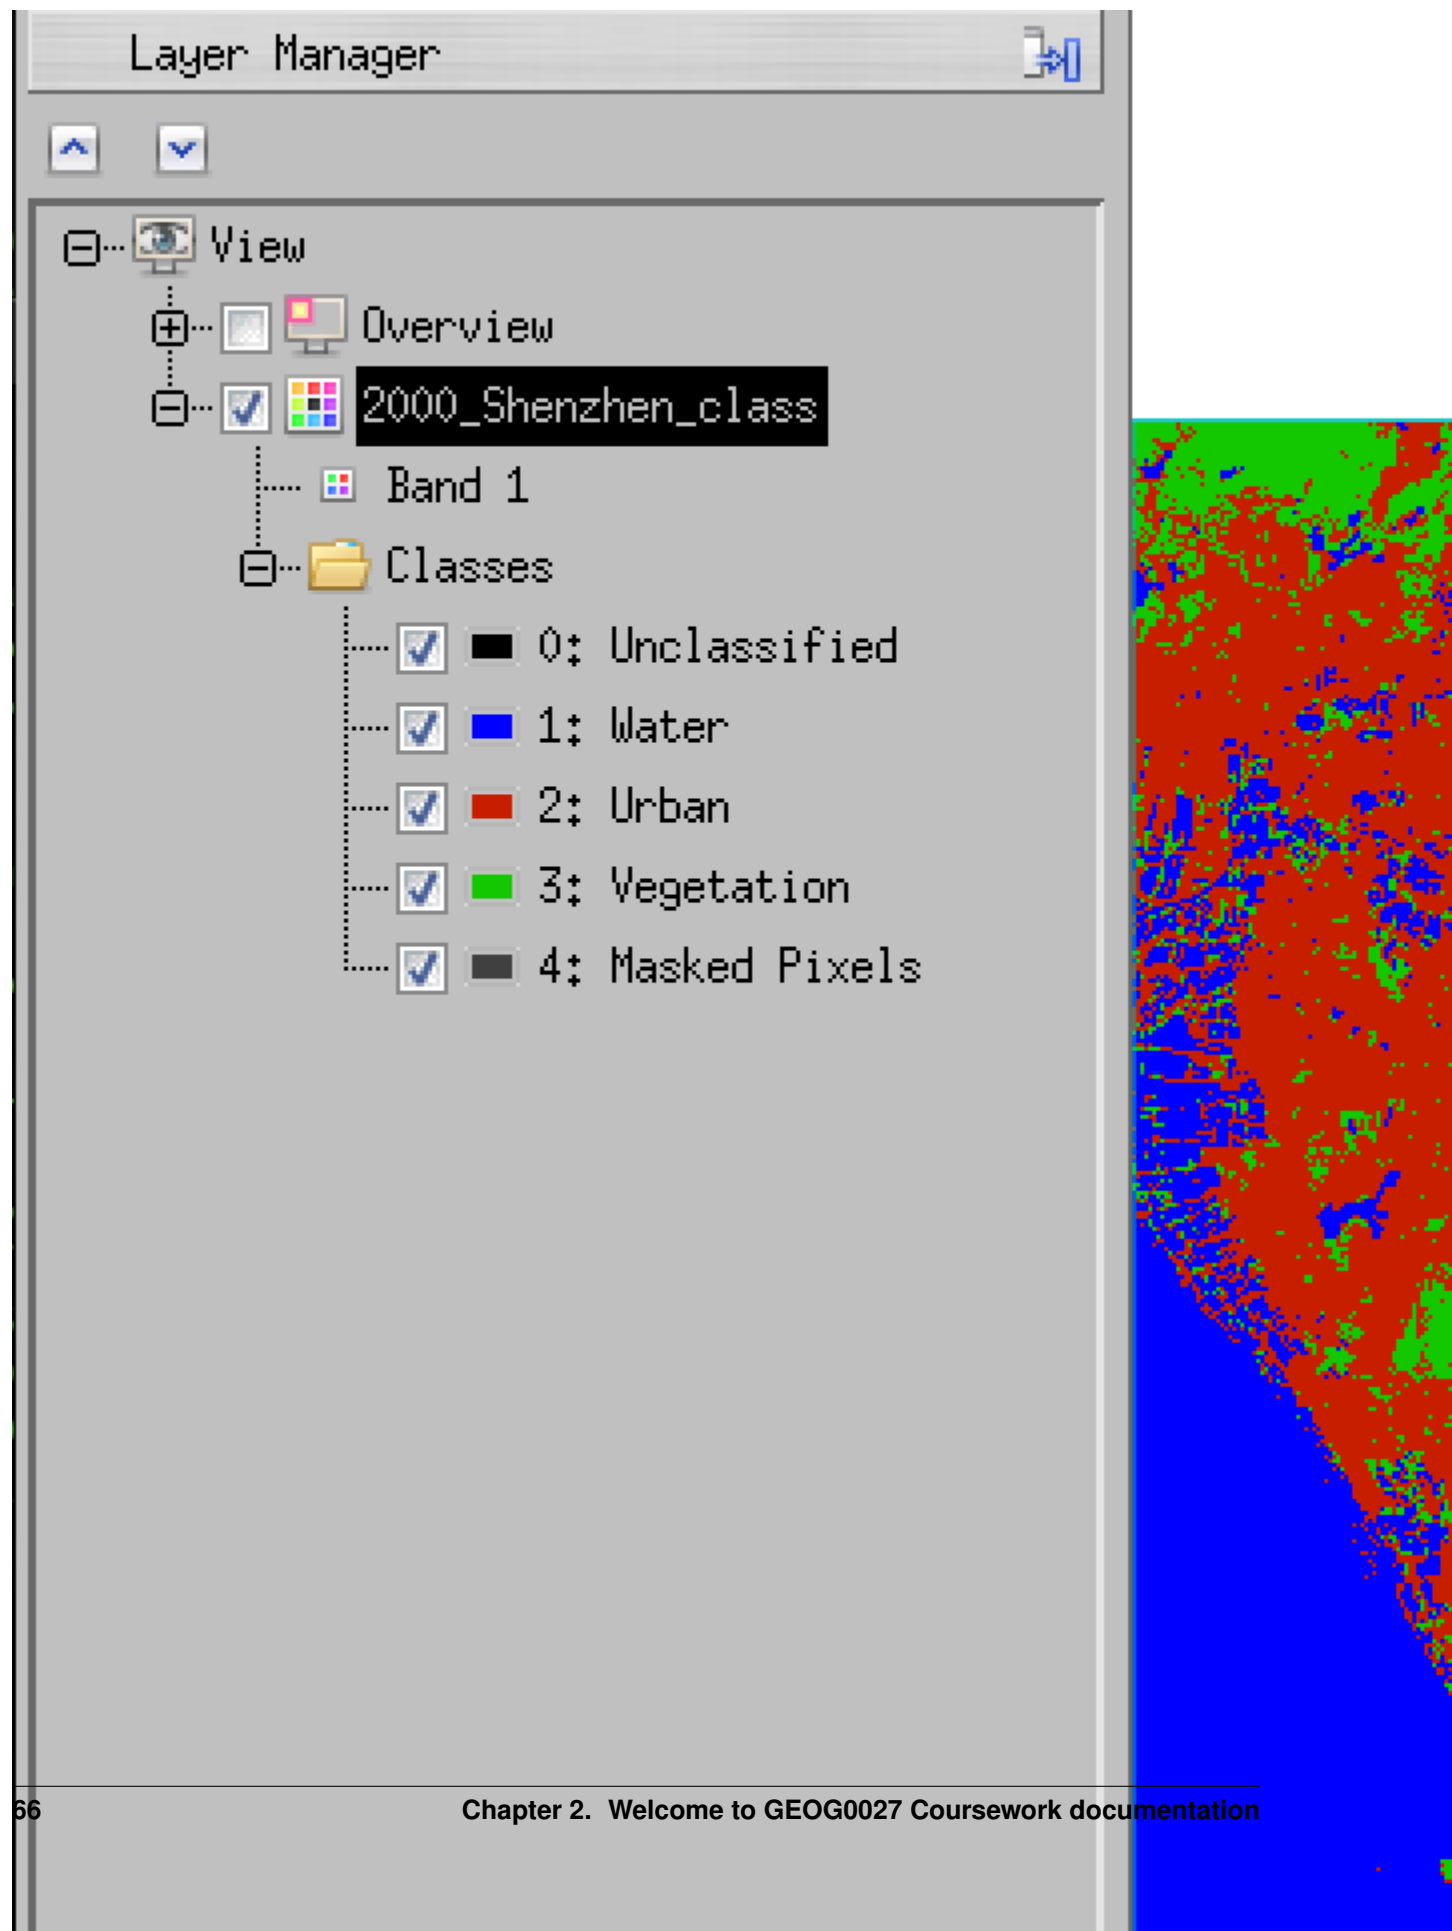 Layer Manager
View
Overview
2000_Shenzhen_class
Band 1
Classes
0: Unclassified
1: Water
2: Urban
3: Vegetation
4: Masked Pixels
66 Chapter 2. Welcome to GEOG0027 Coursework documentation